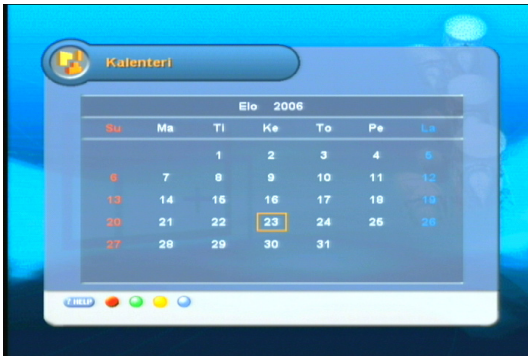 Kalenteri
Elo 2006
Su Ma Ti Ke To Pe La
1 2 3 4 5
6 7 8 9 10 11 12
13 14 15 16 17 18 19
20 21 22 23 24 25 26
27 28 29 30 31
? HELP